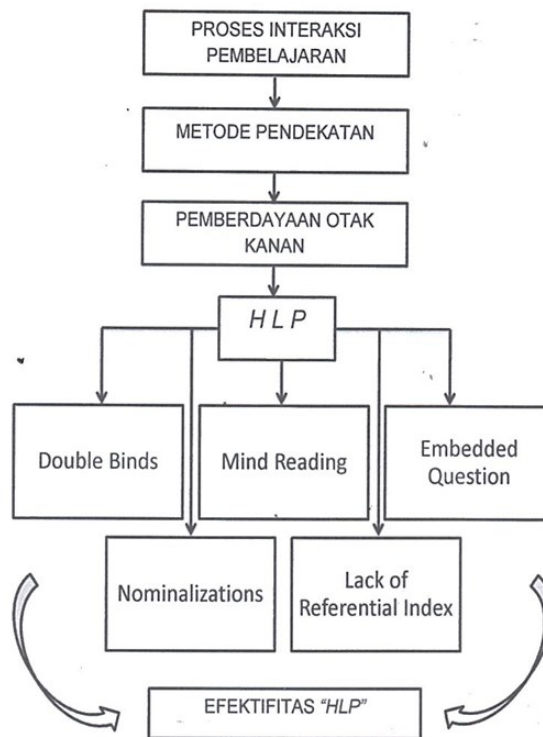 PROSES INTERAKSI
PEMBELAJARAN
METODE PENDEKATAN
PEMBERDAYAAN OTAK
KANAN
H L P
Double Binds
Mind Reading
Embedded
Question
Nominalizations
Lack of
Referential Index
EFEKTIFITAS “HLP”